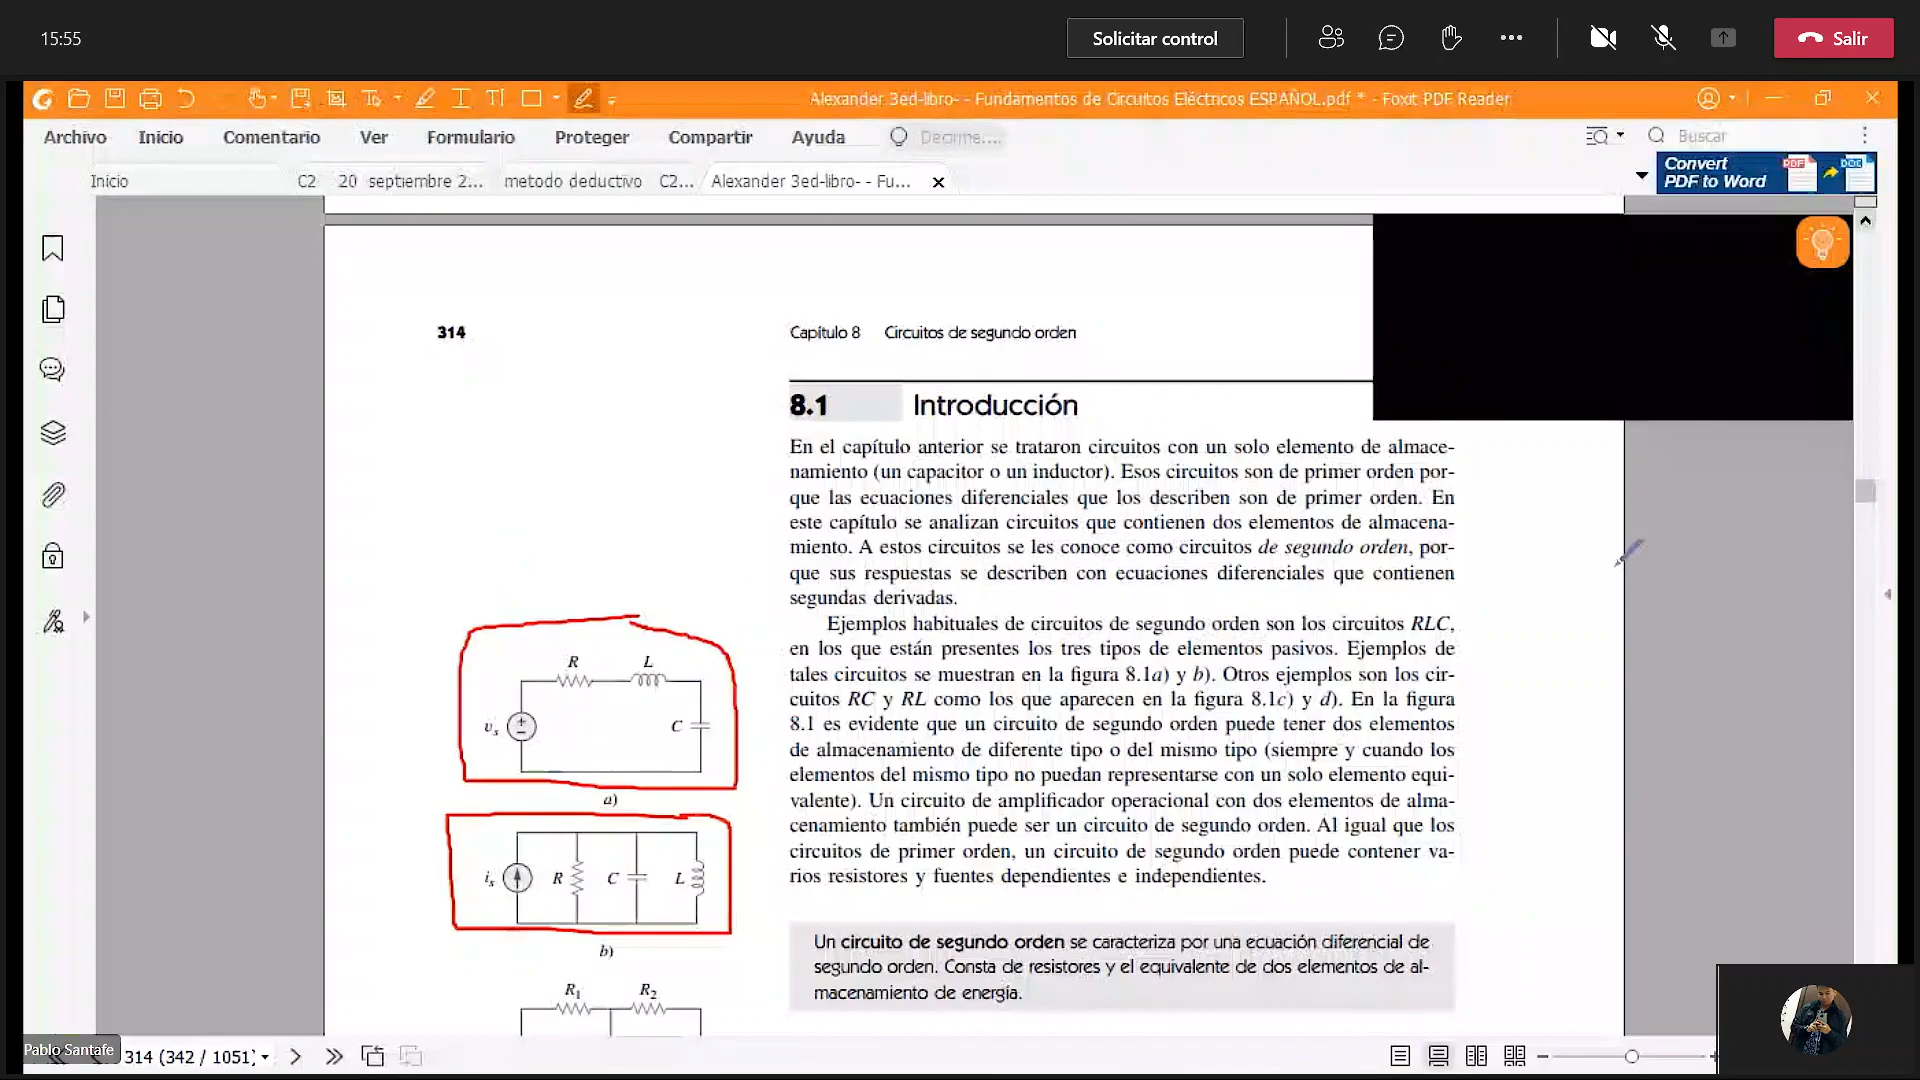 15:55
Solicitar control
Salir
Alexander 3ed-libro- - Fundamentos de Circuitos Eléctricos ESPAÑOL.pdf * - Foxit PDF Reader
Archivo Inicio Comentario Ver Formulario Proteger Compartir Ayuda Decirme.... Buscar
Inicio C2 20 septiembre 2... metodo deductivo C2... Alexander 3ed-libro- - Fu...
Convert
PDF to Word
PDF DOC
314 Capítulo 8 Circuitos de segundo orden
8.1 Introducción
En el capítulo anterior se trataron circuitos con un solo elemento de almace-
namiento (un capacitor o un inductor). Esos circuitos son de primer orden por-
que las ecuaciones diferenciales que los describen son de primer orden. En
este capítulo se analizan circuitos que contienen dos elementos de almacena-
miento. A estos circuitos se les conoce como circuitos de segundo orden, por-
que sus respuestas se describen con ecuaciones diferenciales que contienen
segundas derivadas.
Ejemplos habituales de circuitos de segundo orden son los circuitos RLC,
en los que están presentes los tres tipos de elementos pasivos. Ejemplos de
tales circuitos se muestran en la figura 8.1a) y b). Otros ejemplos son los cir-
cuitos RC y RL como los que aparecen en la figura 8.1c) y d). En la figura
8.1 es evidente que un circuito de segundo orden puede tener dos elementos
de almacenamiento de diferente tipo o del mismo tipo (siempre y cuando los
elementos del mismo tipo no puedan representarse con un solo elemento equi-
valente). Un circuito de amplificador operacional con dos elementos de alma-
cenamiento también puede ser un circuito de segundo orden. Al igual que los
circuitos de primer orden, un circuito de segundo orden puede contener va-
rios resistores y fuentes dependientes e independientes.
Un circuito de segundo orden se caracteriza por una ecuación diferencial de
segundo orden. Consta de resistores y el equivalente de dos elementos de al-
macenamiento de energía.
R L
vs + − C
a)
is R C L
b)
R1 R2
Pablo Santafe
314 (342 / 1051)